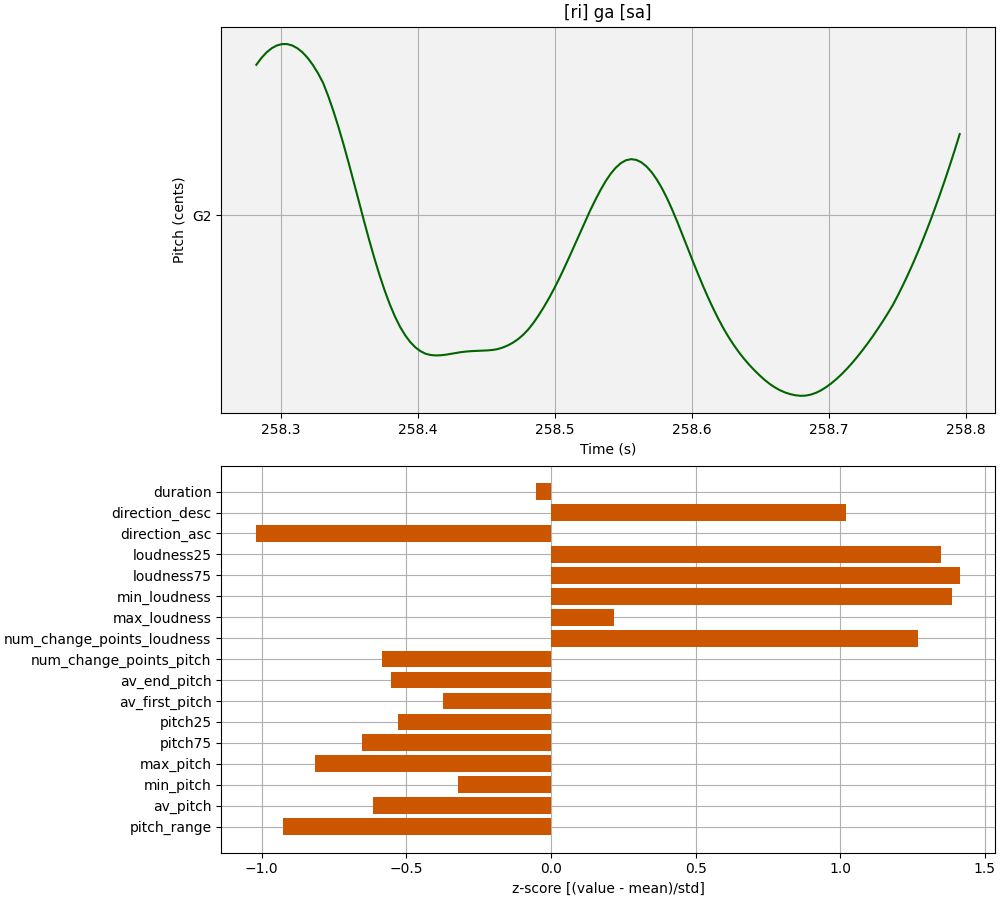 [ri] ga [sa]
Pitch (cents)
G2
258.3 258.4 258.5 258.6 258.7 258.8
Time (s)
duration
direction_desc
direction_asc
loudness25
loudness75
min_loudness
max_loudness
num_change_points_loudness
num_change_points_pitch
av_end_pitch
av_first_pitch
pitch25
pitch75
max_pitch
min_pitch
av_pitch
pitch_range
−1.0 −0.5 0.0 0.5 1.0 1.5
z-score [(value - mean)/std]